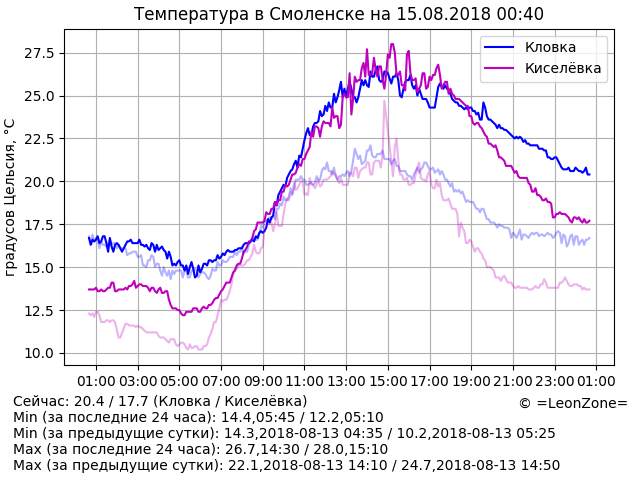 Температура в Смоленске на 15.08.2018 00:40
градусов Цельсия, °C
27.5
25.0
22.5
20.0
17.5
15.0
12.5
10.0
Кловка
Киселёвка
01:00 03:00 05:00 07:00 09:00 11:00 13:00 15:00 17:00 19:00 21:00 23:00 01:00
© =LeonZone=
Сейчас: 20.4 / 17.7 (Кловка / Киселёвка)
Min (за последние 24 часа): 14.4,05:45 / 12.2,05:10
Min (за предыдущие сутки): 14.3,2018-08-13 04:35 / 10.2,2018-08-13 05:25
Max (за последние 24 часа): 26.7,14:30 / 28.0,15:10
Max (за предыдущие сутки): 22.1,2018-08-13 14:10 / 24.7,2018-08-13 14:50